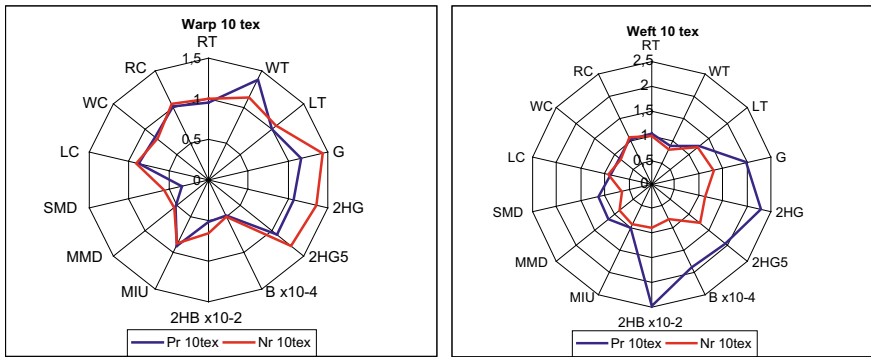 Warp 10 tex
RT
1,5
RC
WT
WC
1
LT
0,5
LC
G
0
SMD
2HG
MMD
2HG5
MIU
B x10-4
2HB x10-2
Pr 10tex
Nr 10tex
Weft 10 tex
RT
2,5
RC
WT
2
WC
1,5
LT
1
0,5
LC
G
0
SMD
2HG
MMD
2HG5
MIU
B x10-4
2HB x10-2
Pr 10tex
Nr 10tex